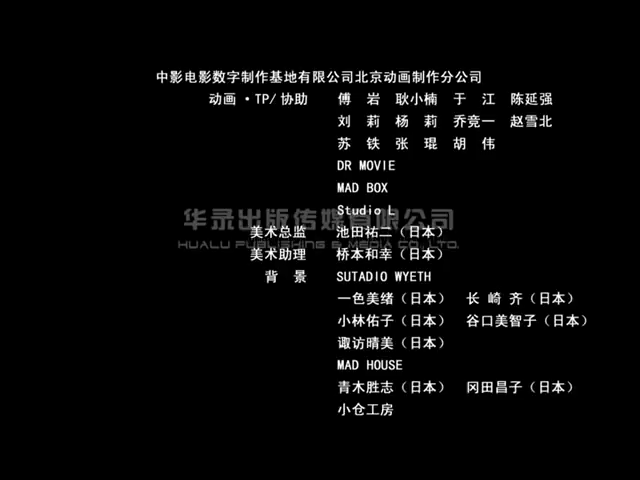 中影电影数字制作基地有限公司北京动画制作分公司
动画·TP/协助 傅 岩 耿小楠 于 江 陈延强
刘 莉 杨 莉 乔竞一 赵雪北
苏 铁 张 琨 胡 伟
DR MOVIE
MAD BOX
Studio L
华录出版传媒有限公司
美术总监 池田祐二(日本)
HUALU PUBLISHING & MEDIA CO.,LTD.
美术助理 桥本和幸(日本)
背 景 SUTADIO WYETH
一色美绪(日本) 长 崎 齐(日本)
小林佑子(日本) 谷口美智子(日本)
诹访晴美(日本)
MAD HOUSE
青木胜志(日本) 冈田昌子(日本)
小仓工房